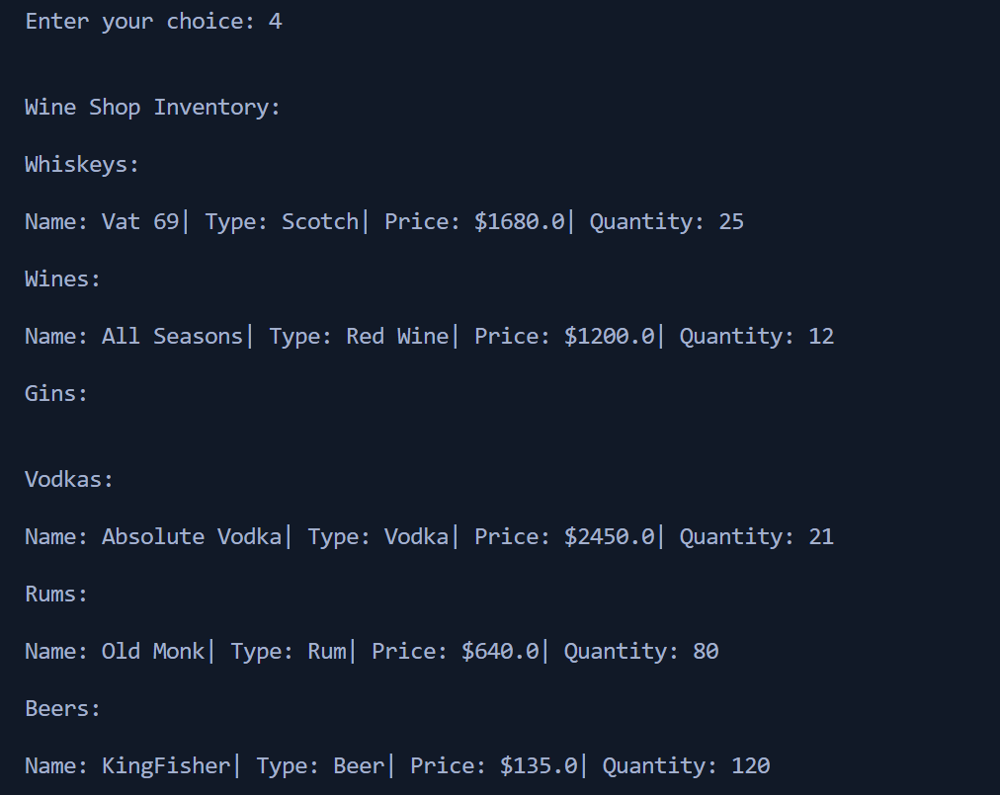 Enter your choice: 4
Wine Shop Inventory:
Whiskeys:
Name: Vat 69| Type: Scotch| Price: $1680.0| Quantity: 25
Wines:
Name: All Seasons| Type: Red Wine| Price: $1200.0| Quantity: 12
Gins:
Vodkas:
Name: Absolute Vodka| Type: Vodka| Price: $2450.0| Quantity: 21
Rums:
Name: Old Monk| Type: Rum| Price: $640.0| Quantity: 80
Beers:
Name: KingFisher| Type: Beer| Price: $135.0| Quantity: 120